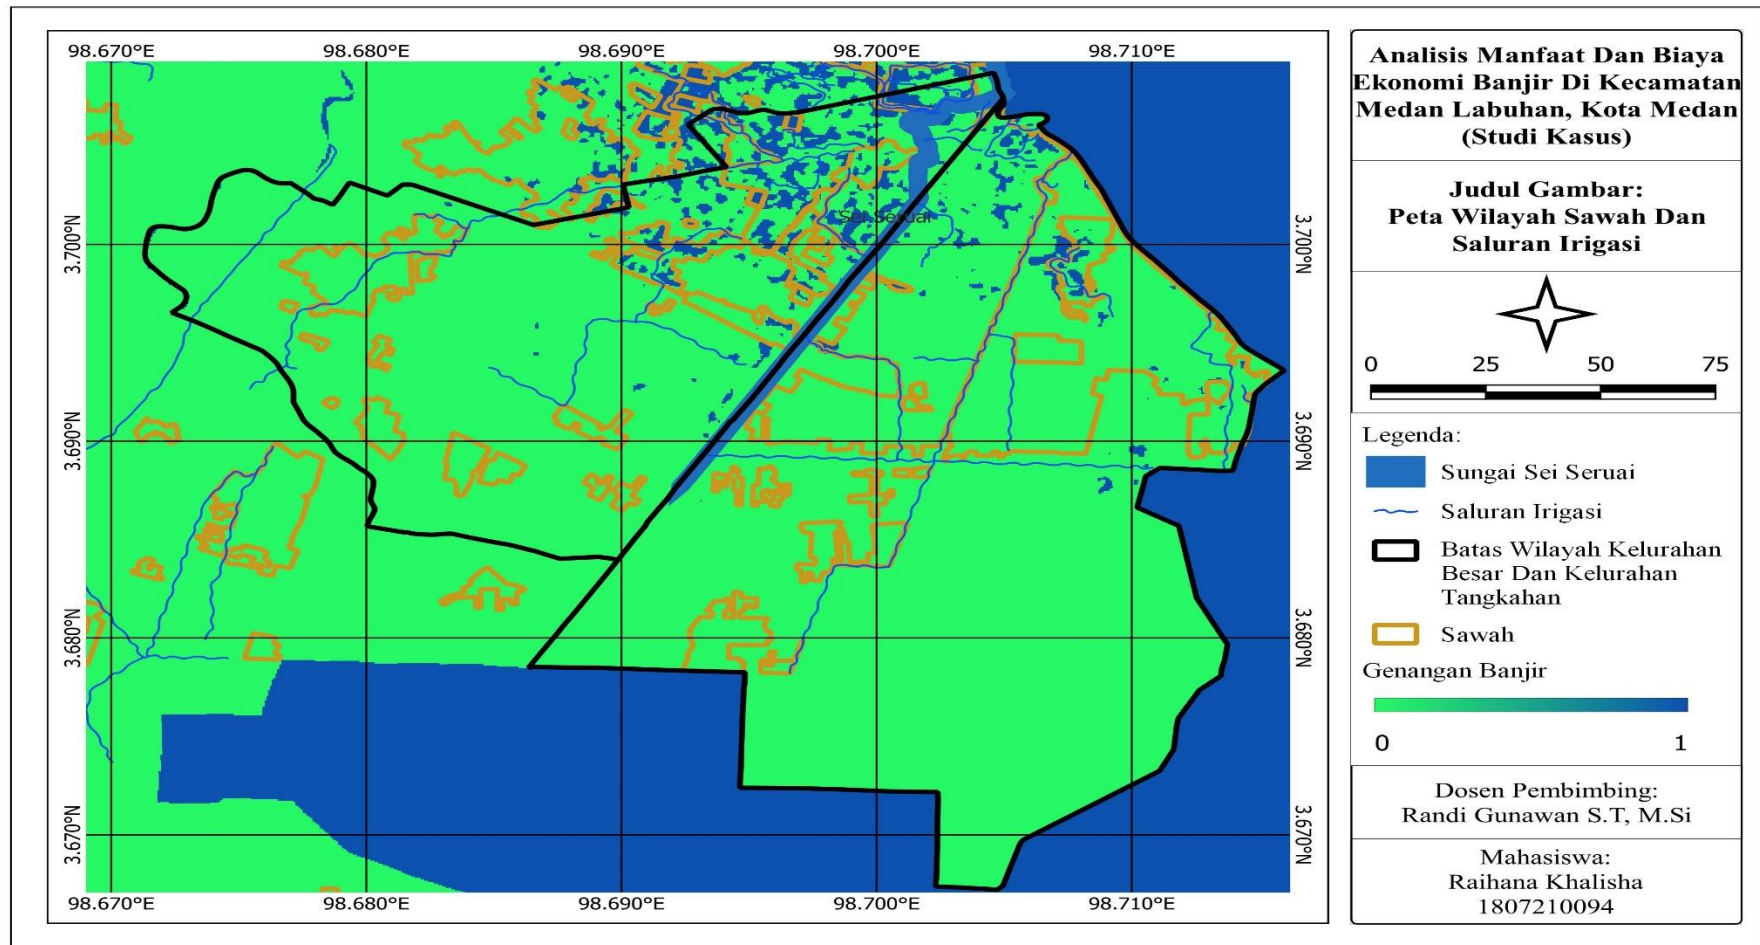 98.670°E 98.680°E 98.690°E 98.700°E 98.710°E
3.700°N 3.700°N
3.690°N 3.690°N
3.680°N 3.680°N
3.670°N 3.670°N
Sei Seruai
98.670°E 98.680°E 98.690°E 98.700°E 98.710°E
Analisis Manfaat Dan Biaya
Ekonomi Banjir Di Kecamatan
Medan Labuhan, Kota Medan
(Studi Kasus)
Judul Gambar:
Peta Wilayah Sawah Dan
Saluran Irigasi
0 25 50 75
Legenda:
Sungai Sei Seruai
Saluran Irigasi
Batas Wilayah Kelurahan
Besar Dan Kelurahan
Tangkahan
Sawah
Genangan Banjir
0 1
Dosen Pembimbing:
Randi Gunawan S.T, M.Si
Mahasiswa:
Raihana Khalisha
1807210094